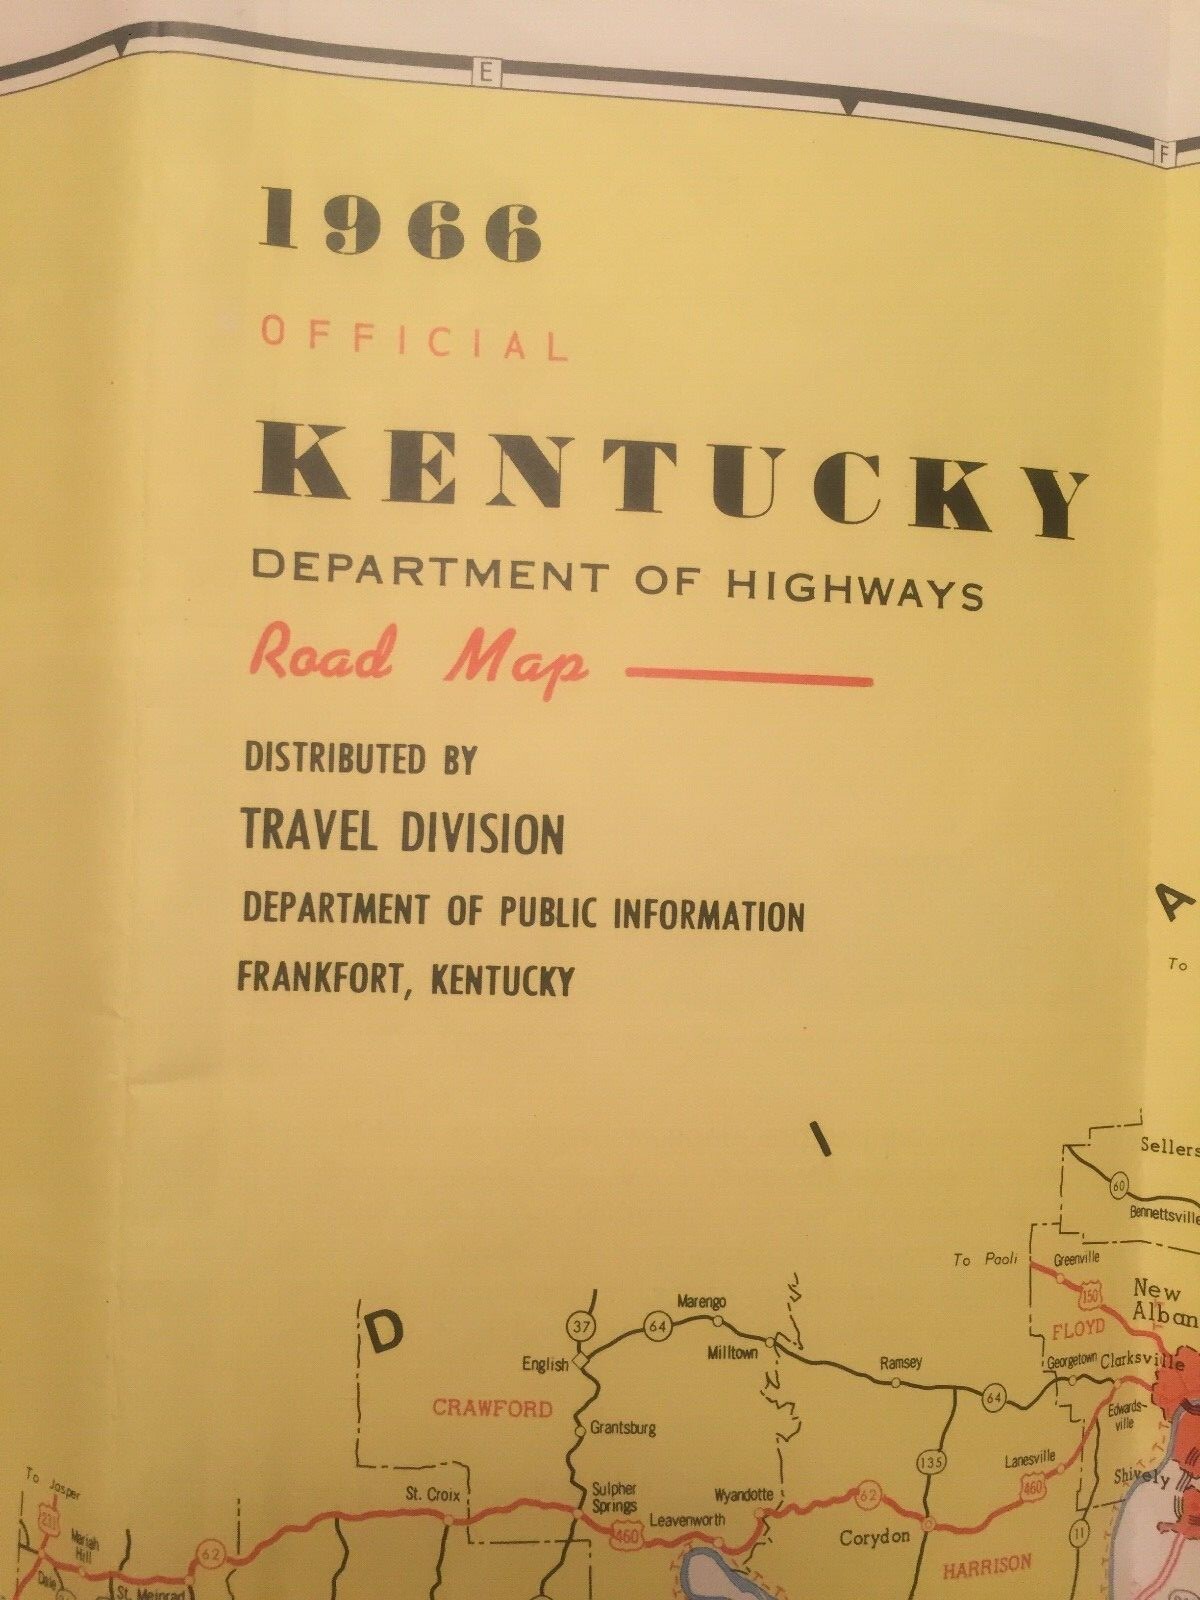 E
F
1966
OFFICIAL
KENTUCKY
DEPARTMENT OF HIGHWAYS
Road Map
DISTRIBUTED BY
TRAVEL DIVISION
DEPARTMENT OF PUBLIC INFORMATION
FRANKFORT, KENTUCKY
A
To
I
Sellers
60
Bennettsville
To Paoli
Greenville
150
New
Alban
FLOYD
D
37
64
Marengo
Milltown
English
Ramsey
Georgetown
Clarksville
CRAWFORD
64
Edwards-
ville
Grantsburg
135
Lanesville
Shively
To Jasper
St. Croix
Sulpher
Springs
Wyandotte
62
460
231
Leavenworth
460
Corydon
11
Mariah
Hill
62
HARRISON
Dale
St. Meinrad